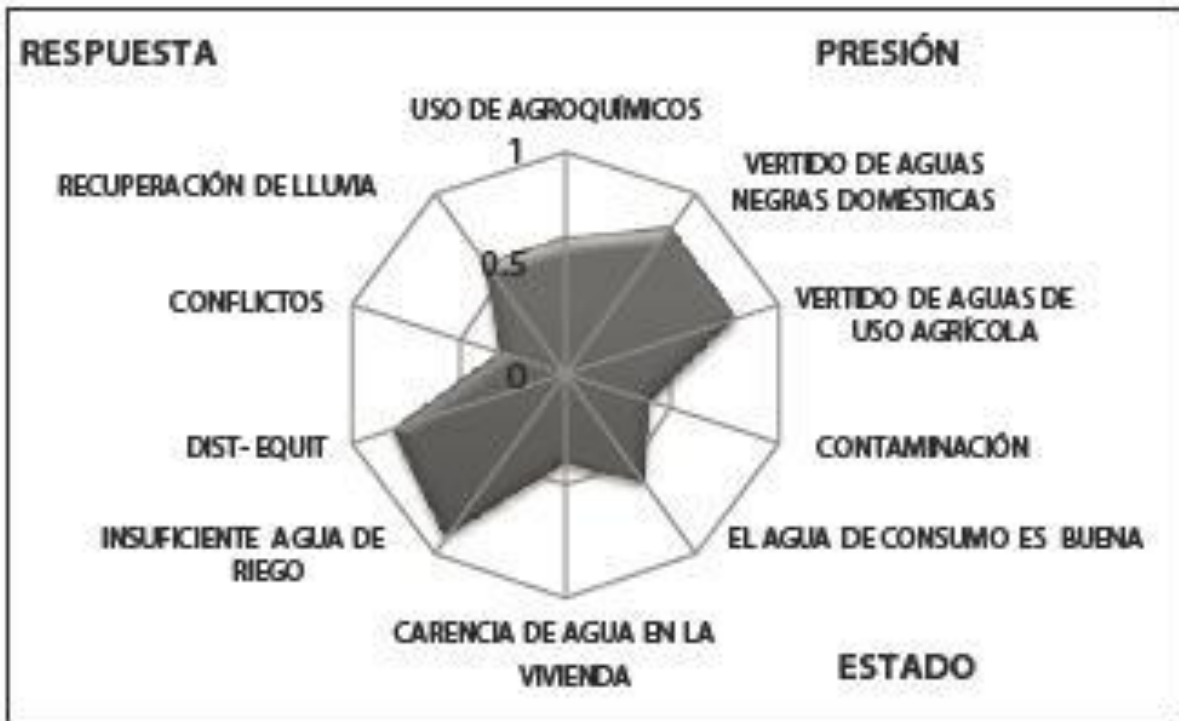 RESPUESTA
PRESIÓN
USO DE AGROQUÍMICOS
1
VERTIDO DE AGUAS
NEGRAS DOMÉSTICAS
RECUPERACIÓN DE LLUVIA
0.5
CONFLICTOS
VERTIDO DE AGUAS DE
USO AGRÍCOLA
0
DIST- EQUIT
CONTAMINACIÓN
INSUFICIENTE AGUA DE
RIEGO
EL AGUA DE CONSUMO ES BUENA
CARENCIA DE AGUA EN LA
VIVIENDA
ESTADO